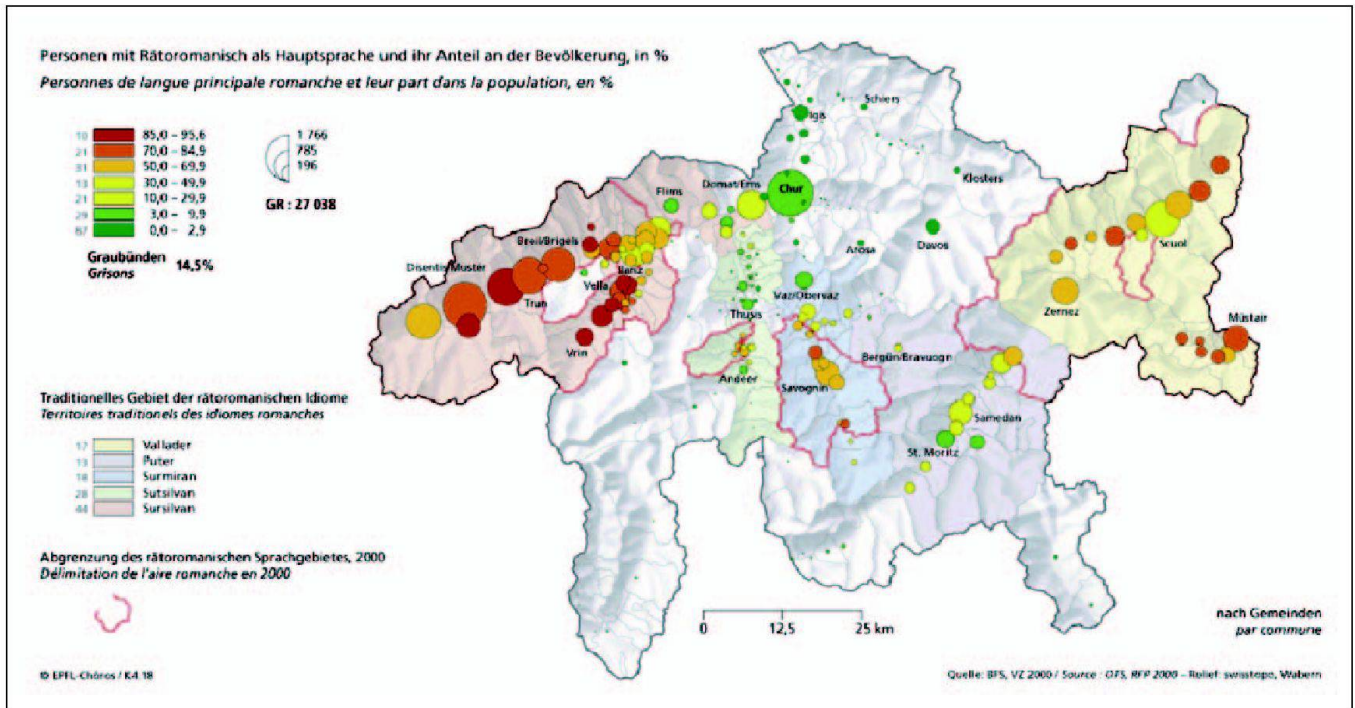 Personen mit Rätoromanisch als Hauptsprache und ihr Anteil an der Bevölkerung, in %
Personnes de langue principale romanche et leur part dans la population, en %
10 85,0 – 95,6
21 70,0 – 84,9
31 50,0 – 69,9
13 30,0 – 49,9
21 10,0 – 29,9
29 3,0 – 9,9
67 0,0 – 2,9
Graubünden
Grisons
14,5%
1 766
785
196
GR : 27 038
Schiers
Igis
Klosters
Flims
Domat/Ems
Chur
Arosa
Davos
Scuol
Breil/Brigels
Ilanz
Disentis/Mustér
Trun
Vella
Vaz/Obervaz
Zernez
Thusis
Müstair
Vrin
Bergün/Bravuogn
Andeer
Savognin
Samedan
St. Moritz
Traditionelles Gebiet der rätoromanischen Idiome
Territoires traditionels des idiomes romanches
17 Vallader
13 Puter
18 Surmiran
28 Sutsilvan
44 Sursilvan
Abgrenzung des rätoromanischen Sprachgebietes, 2000
Délimitation de l'aire romanche en 2000
0 12,5 25 km
nach Gemeinden
par commune
© EPFL-Chôros / K4.18
Quelle: BFS, VZ 2000 / Source : OFS, RFP 2000 – Relief: swisstopo, Wabern